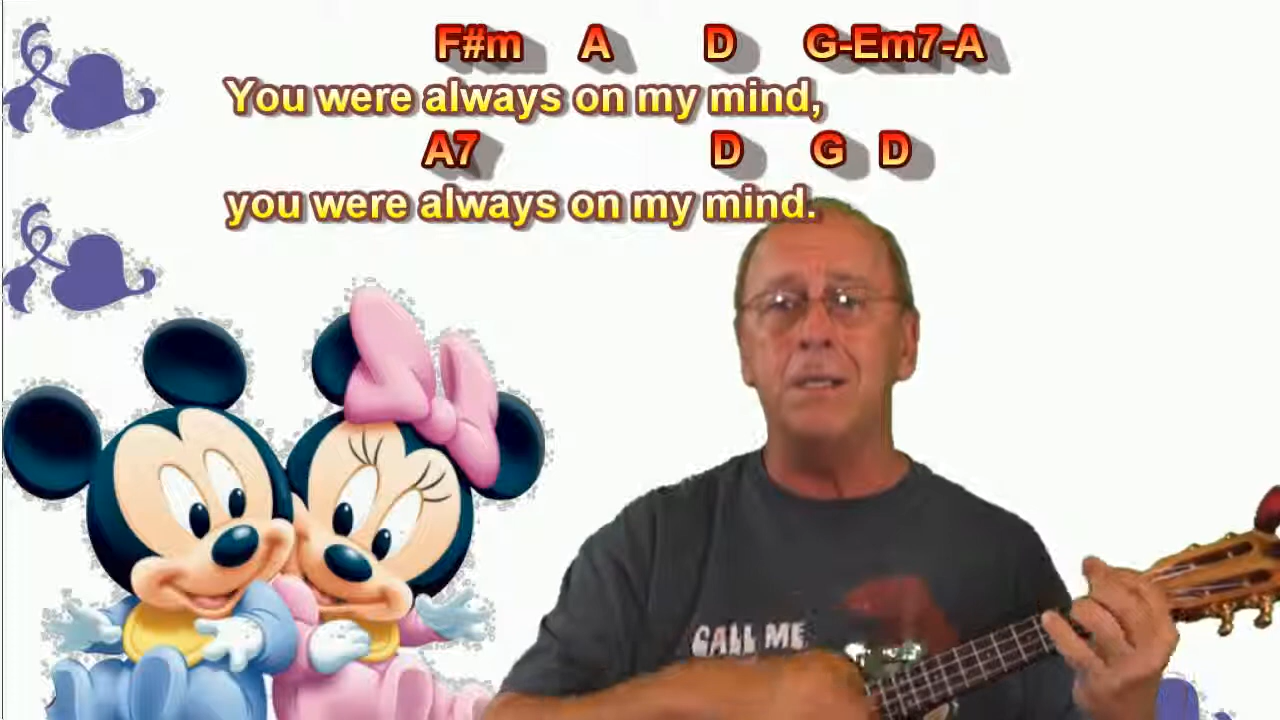 F#m A D G-Em7-A
You were always on my mind,
A7 D G D
you were always on my mind.
CALL ME